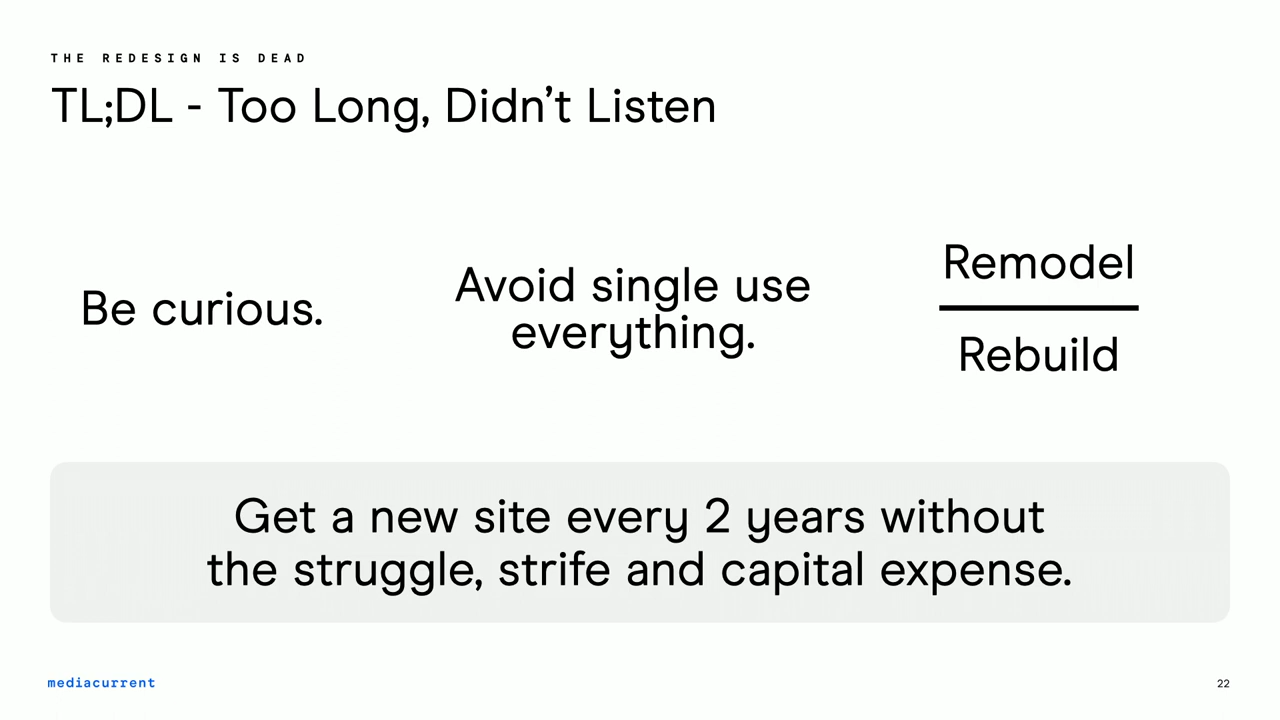 THE REDESIGN IS DEAD
TL;DL - Too Long, Didn’t Listen
Be curious.
Avoid single use
everything.
Remodel
Rebuild
Get a new site every 2 years without
the struggle, strife and capital expense.
mediacurrent
22